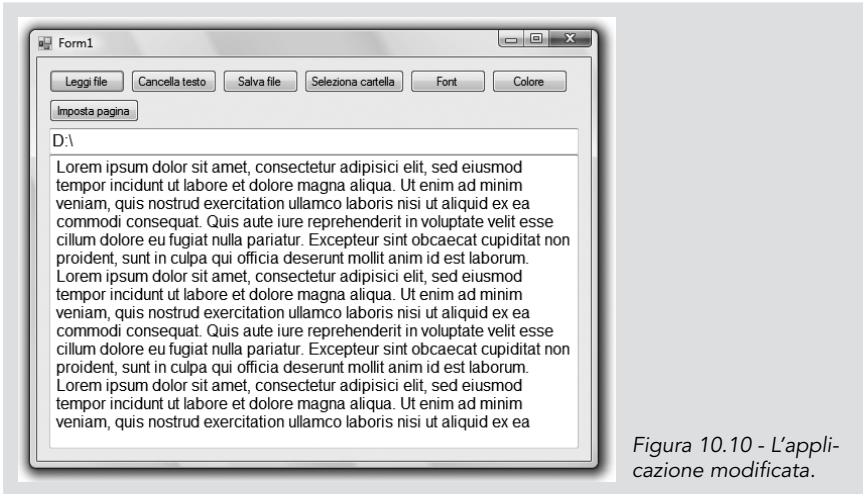 Form1
Leggi file Cancella testo Salva file Seleziona cartella Font Colore
Imposta pagina
D:\
Lorem ipsum dolor sit amet, consectetur adipisici elit, sed eiusmod
tempor incidunt ut labore et dolore magna aliqua. Ut enim ad minim
veniam, quis nostrud exercitation ullamco laboris nisi ut aliquid ex ea
commodi consequat. Quis aute iure reprehenderit in voluptate velit esse
cillum dolore eu fugiat nulla pariatur. Excepteur sint obcaecat cupiditat non
proident, sunt in culpa qui officia deserunt mollit anim id est laborum.
Lorem ipsum dolor sit amet, consectetur adipisici elit, sed eiusmod
tempor incidunt ut labore et dolore magna aliqua. Ut enim ad minim
veniam, quis nostrud exercitation ullamco laboris nisi ut aliquid ex ea
commodi consequat. Quis aute iure reprehenderit in voluptate velit esse
cillum dolore eu fugiat nulla pariatur. Excepteur sint obcaecat cupiditat non
proident, sunt in culpa qui officia deserunt mollit anim id est laborum.
Lorem ipsum dolor sit amet, consectetur adipisici elit, sed eiusmod
tempor incidunt ut labore et dolore magna aliqua. Ut enim ad minim
veniam, quis nostrud exercitation ullamco laboris nisi ut aliquid ex ea
Figura 10.10 - L’appli-
cazione modificata.